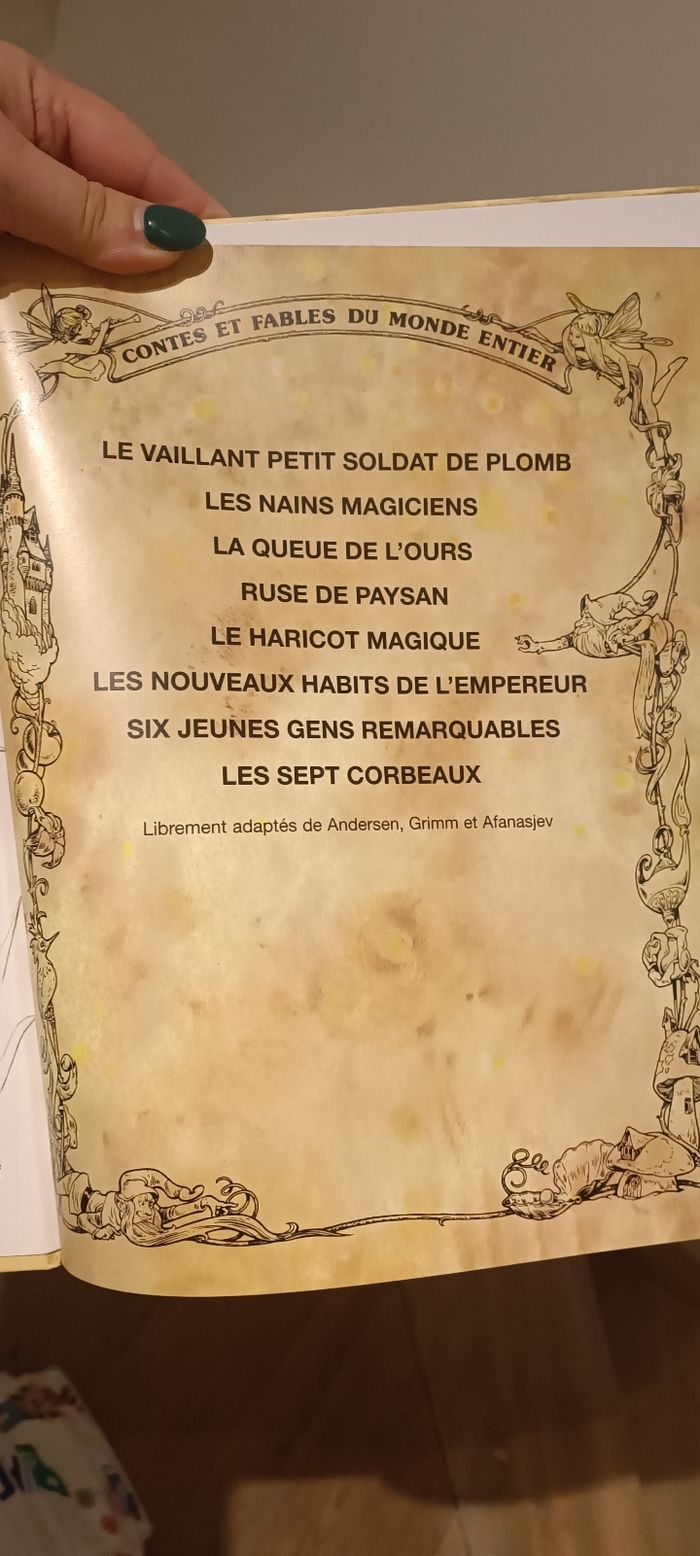 CONTES ET FABLES DU MONDE ENTIER
LE VAILLANT PETIT SOLDAT DE PLOMB
LES NAINS MAGICIENS
LA QUEUE DE L'OURS
RUSE DE PAYSAN
LE HARICOT MAGIQUE
LES NOUVEAUX HABITS DE L'EMPEREUR
SIX JEUNES GENS REMARQUABLES
LES SEPT CORBEAUX
Librement adaptés de Andersen, Grimm et Afanasjev